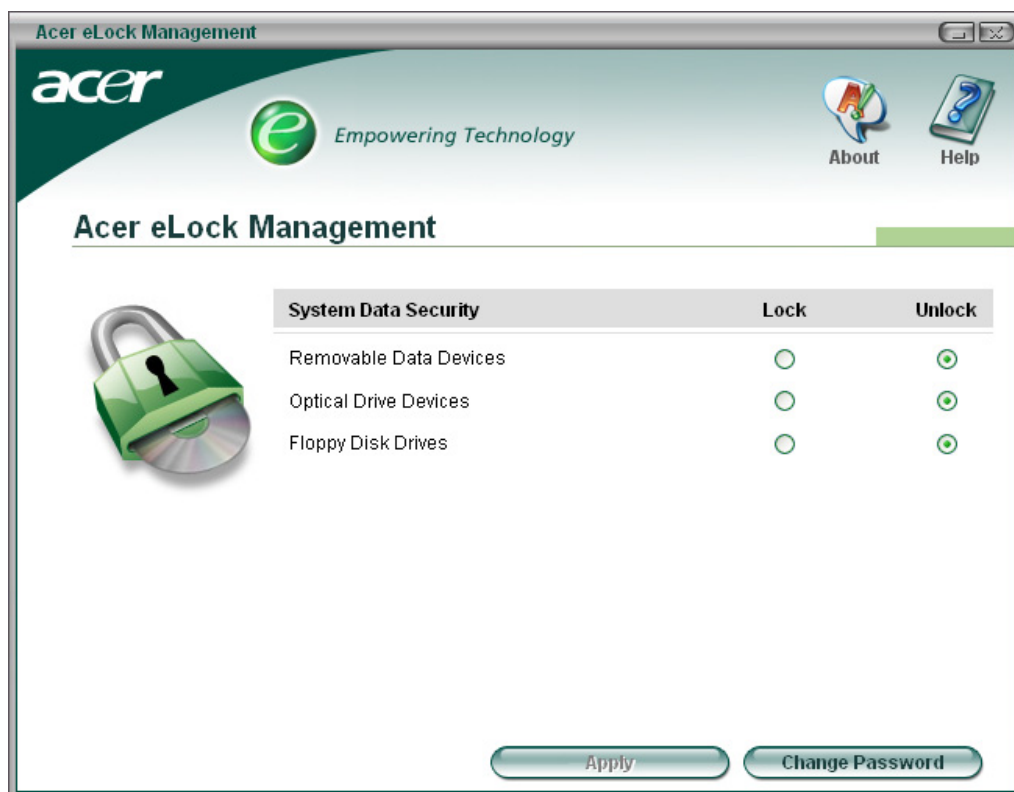 Acer eLock Management
acer
e Empowering Technology
About Help
Acer eLock Management
System Data Security Lock Unlock
Removable Data Devices
Optical Drive Devices
Floppy Disk Drives
Apply Change Password